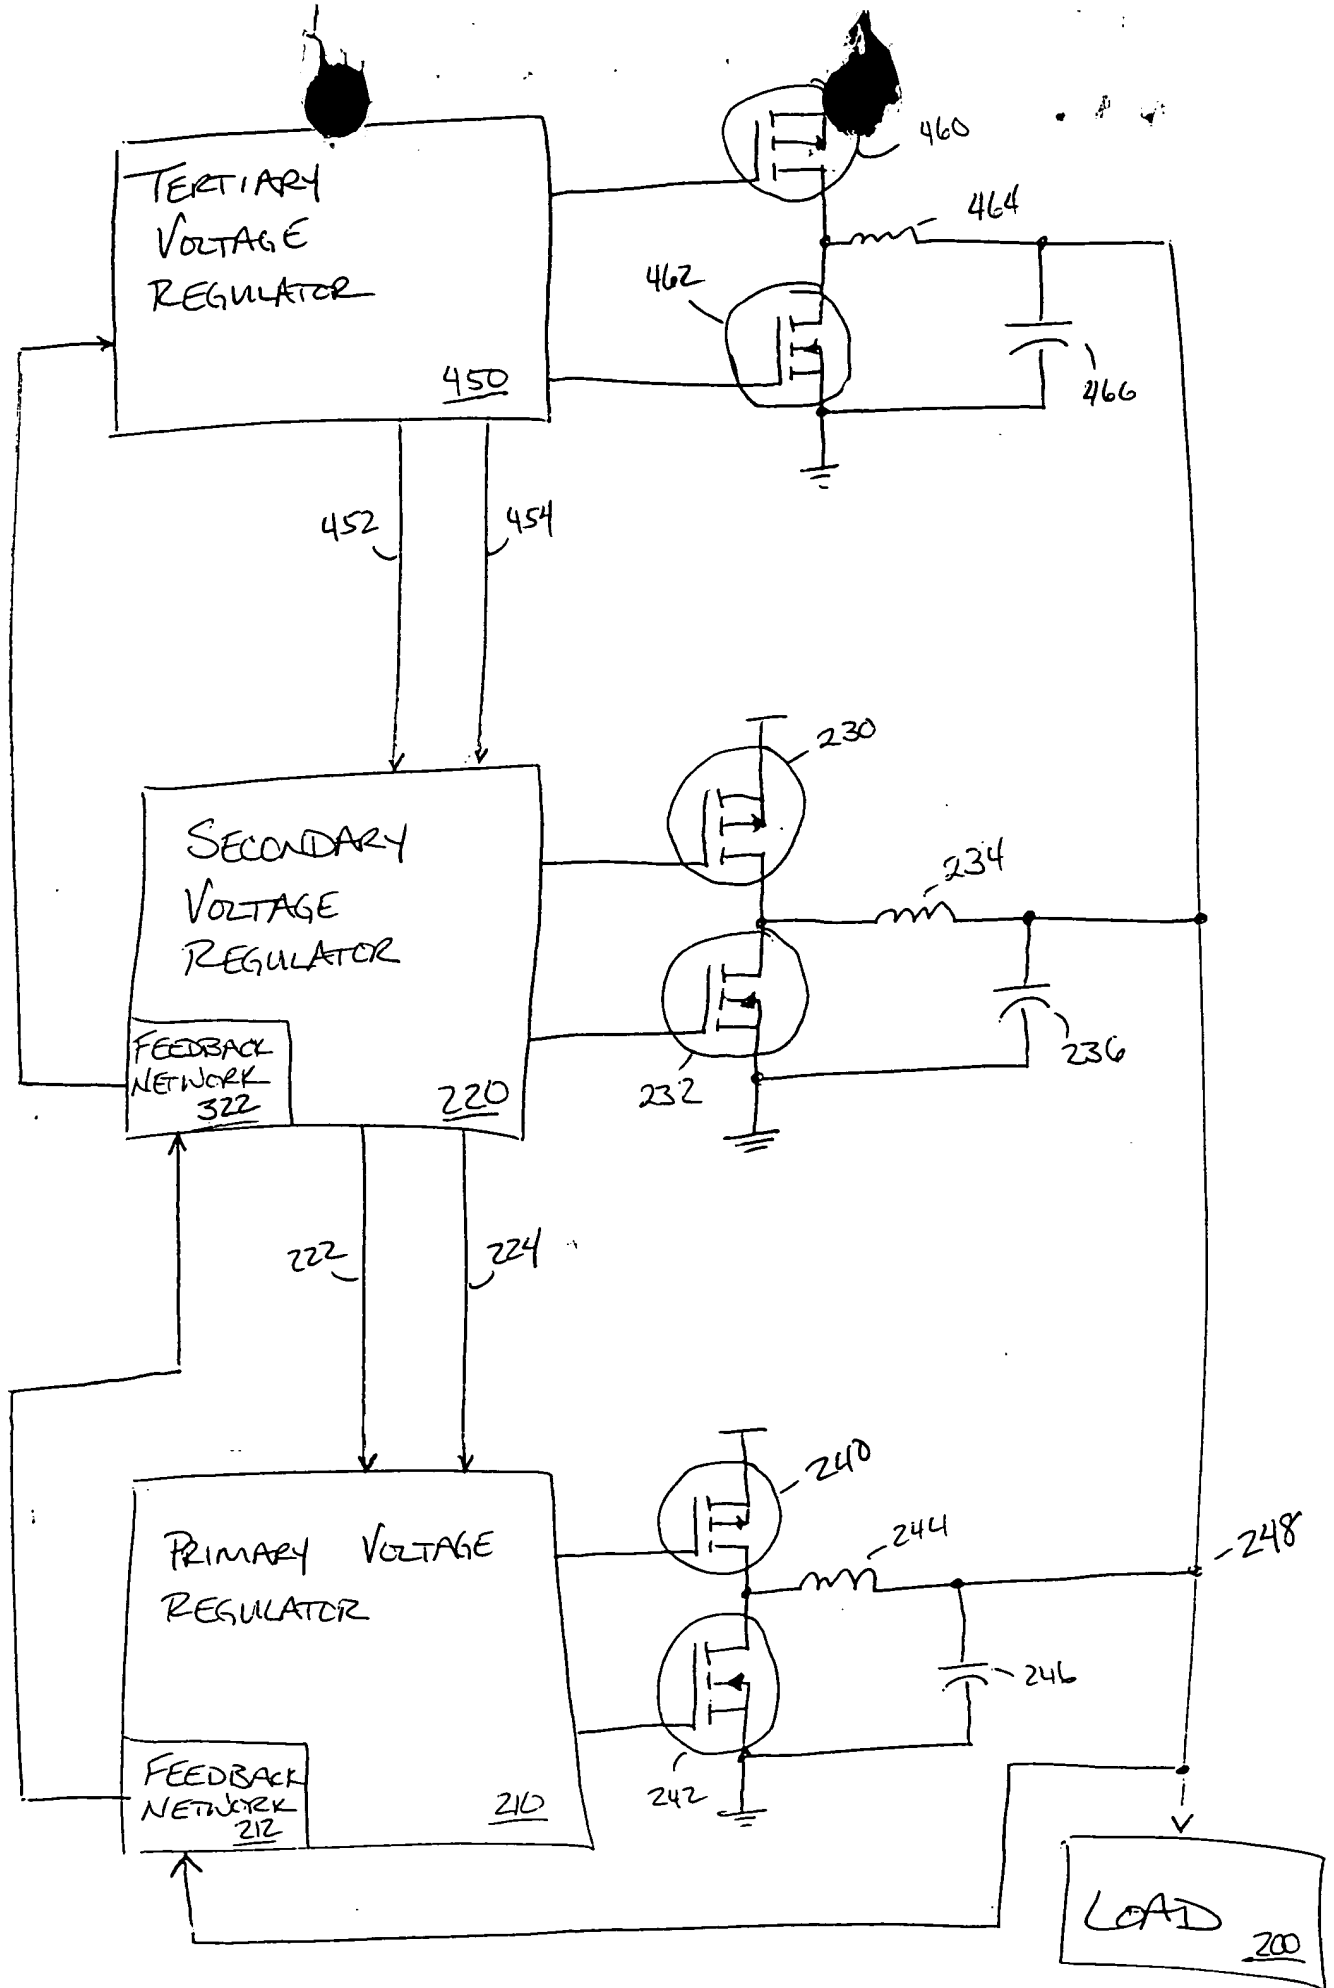 TERTIARY
VOLTAGE
REGULATOR
450
460
464
462
466
452
454
230
SECONDARY
VOLTAGE
REGULATOR
234
FEEDBACK
NETWORK
322
220
232
236
222
224
240
PRIMARY VOLTAGE
REGULATOR
244
248
246
FEEDBACK
NETWORK
212
210
242
LOAD
200